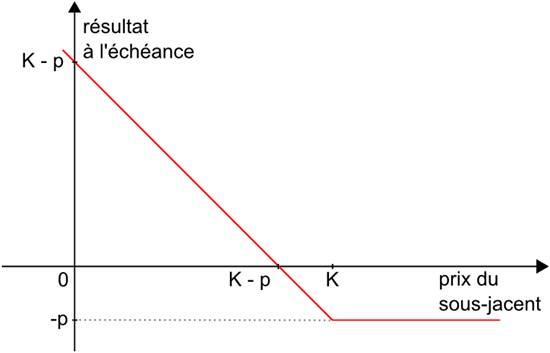 résultat
à l'échéance
K - p
0
K - p
K
prix du
sous-jacent
-p